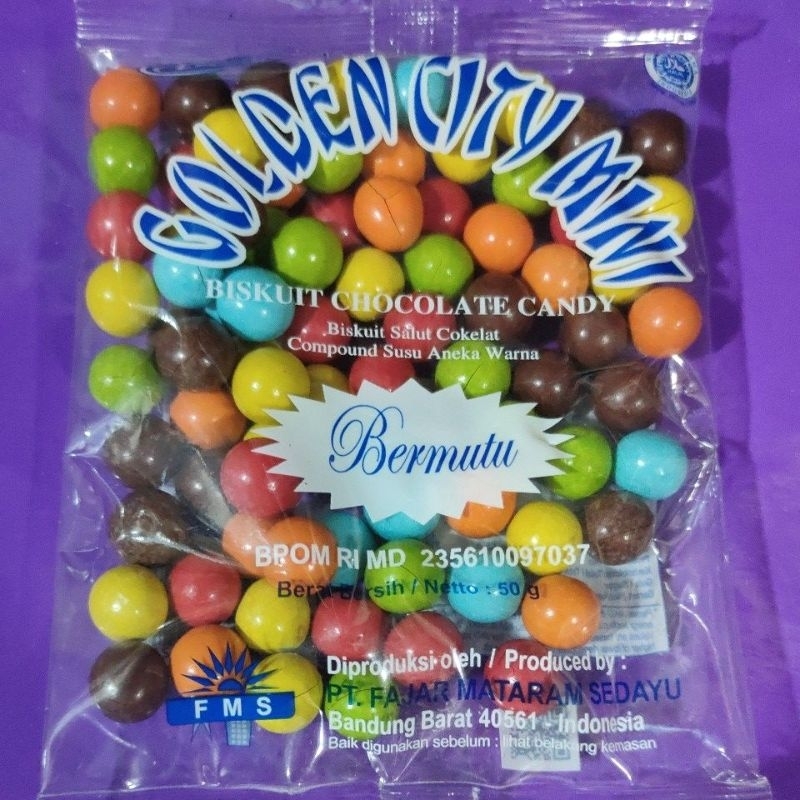 GOLDEN CITY MINI
BISKUIT CHOCOLATE CANDY
Biskuit Salut Cokelat
Compound Susu Aneka Warna
Bermutu
BPOM RI MD 235610097037
Berat Bersih / Netto : 50 g
Diproduksi oleh / Produced by :
PT. FAJAR MATARAM SEDAYU
FMS
Bandung Barat 40561 - Indonesia
Baik digunakan sebelum : lihat belakang kemasan